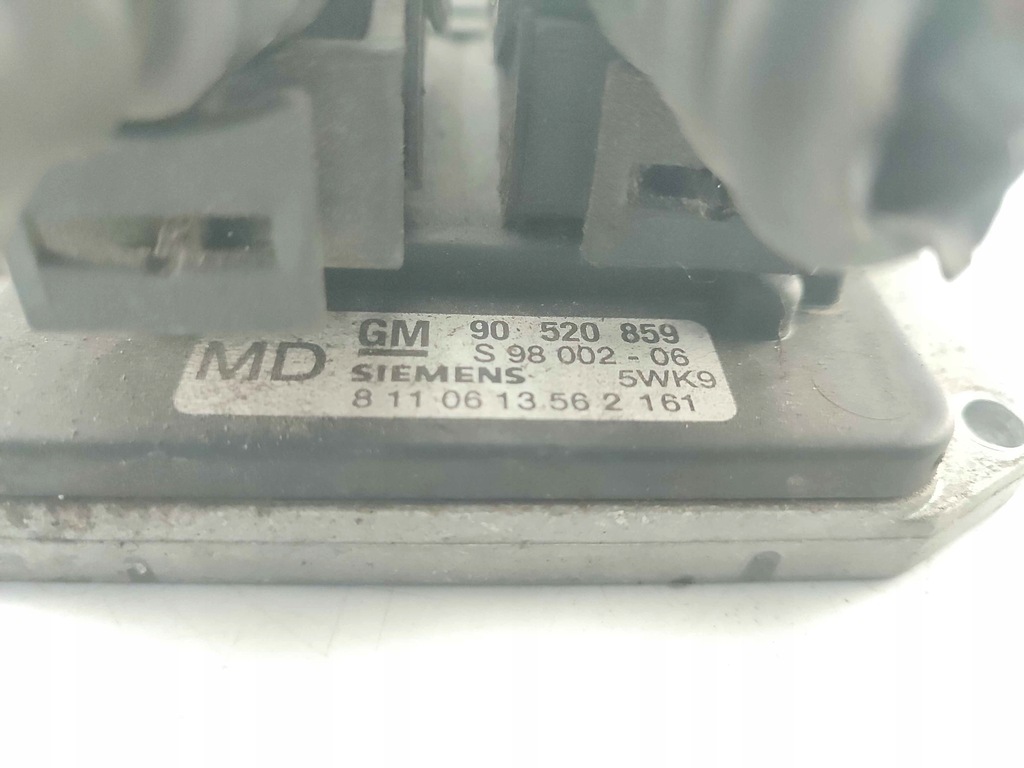 MD GM 90 520 859
S 98 002 - 06
SIEMENS 5WK9
8 11 06 13 56 2 161